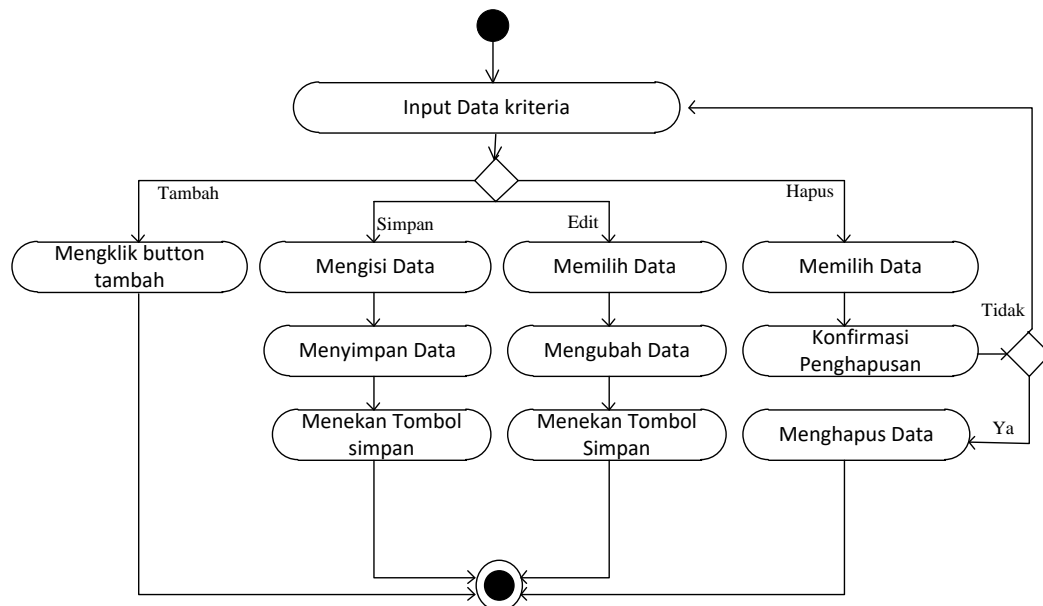 Input Data kriteria
Tambah
Simpan
Edit
Hapus
Mengklik button
tambah
Mengisi Data
Memilih Data
Memilih Data
Tidak
Menyimpan Data
Mengubah Data
Konfirmasi
Penghapusan
Menekan Tombol
simpan
Menekan Tombol
Simpan
Menghapus Data
Ya